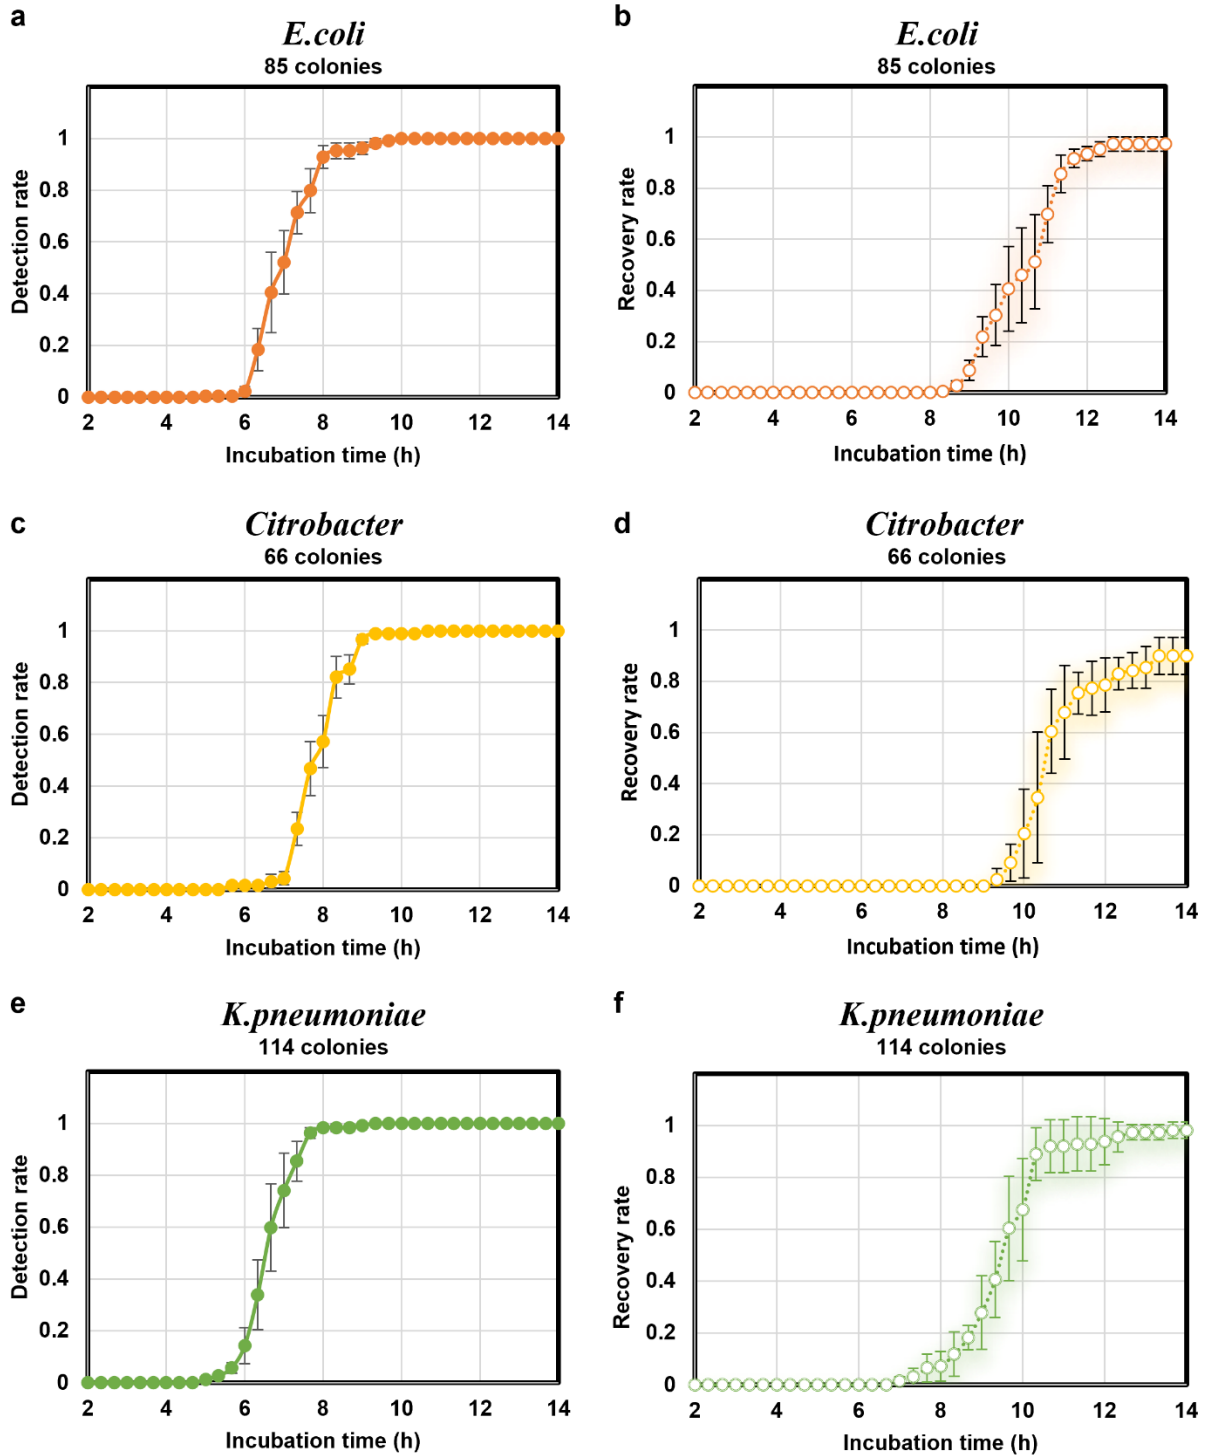 a
E.coli
85 colonies
1
0.8
0.6
0.4
0.2
0
Detection rate
2 4 6 8 10 12 14
Incubation time (h)
b
E.coli
85 colonies
1
0.8
0.6
0.4
0.2
0
Recovery rate
2 4 6 8 10 12 14
Incubation time (h)
c
Citrobacter
66 colonies
1
0.8
0.6
0.4
0.2
0
Detection rate
2 4 6 8 10 12 14
Incubation time (h)
d
Citrobacter
66 colonies
1
0.8
0.6
0.4
0.2
0
Recovery rate
2 4 6 8 10 12 14
Incubation time (h)
e
K.pneumoniae
114 colonies
1
0.8
0.6
0.4
0.2
0
Detection rate
2 4 6 8 10 12 14
Incubation time (h)
f
K.pneumoniae
114 colonies
1
0.8
0.6
0.4
0.2
0
Recovery rate
2 4 6 8 10 12 14
Incubation time (h)